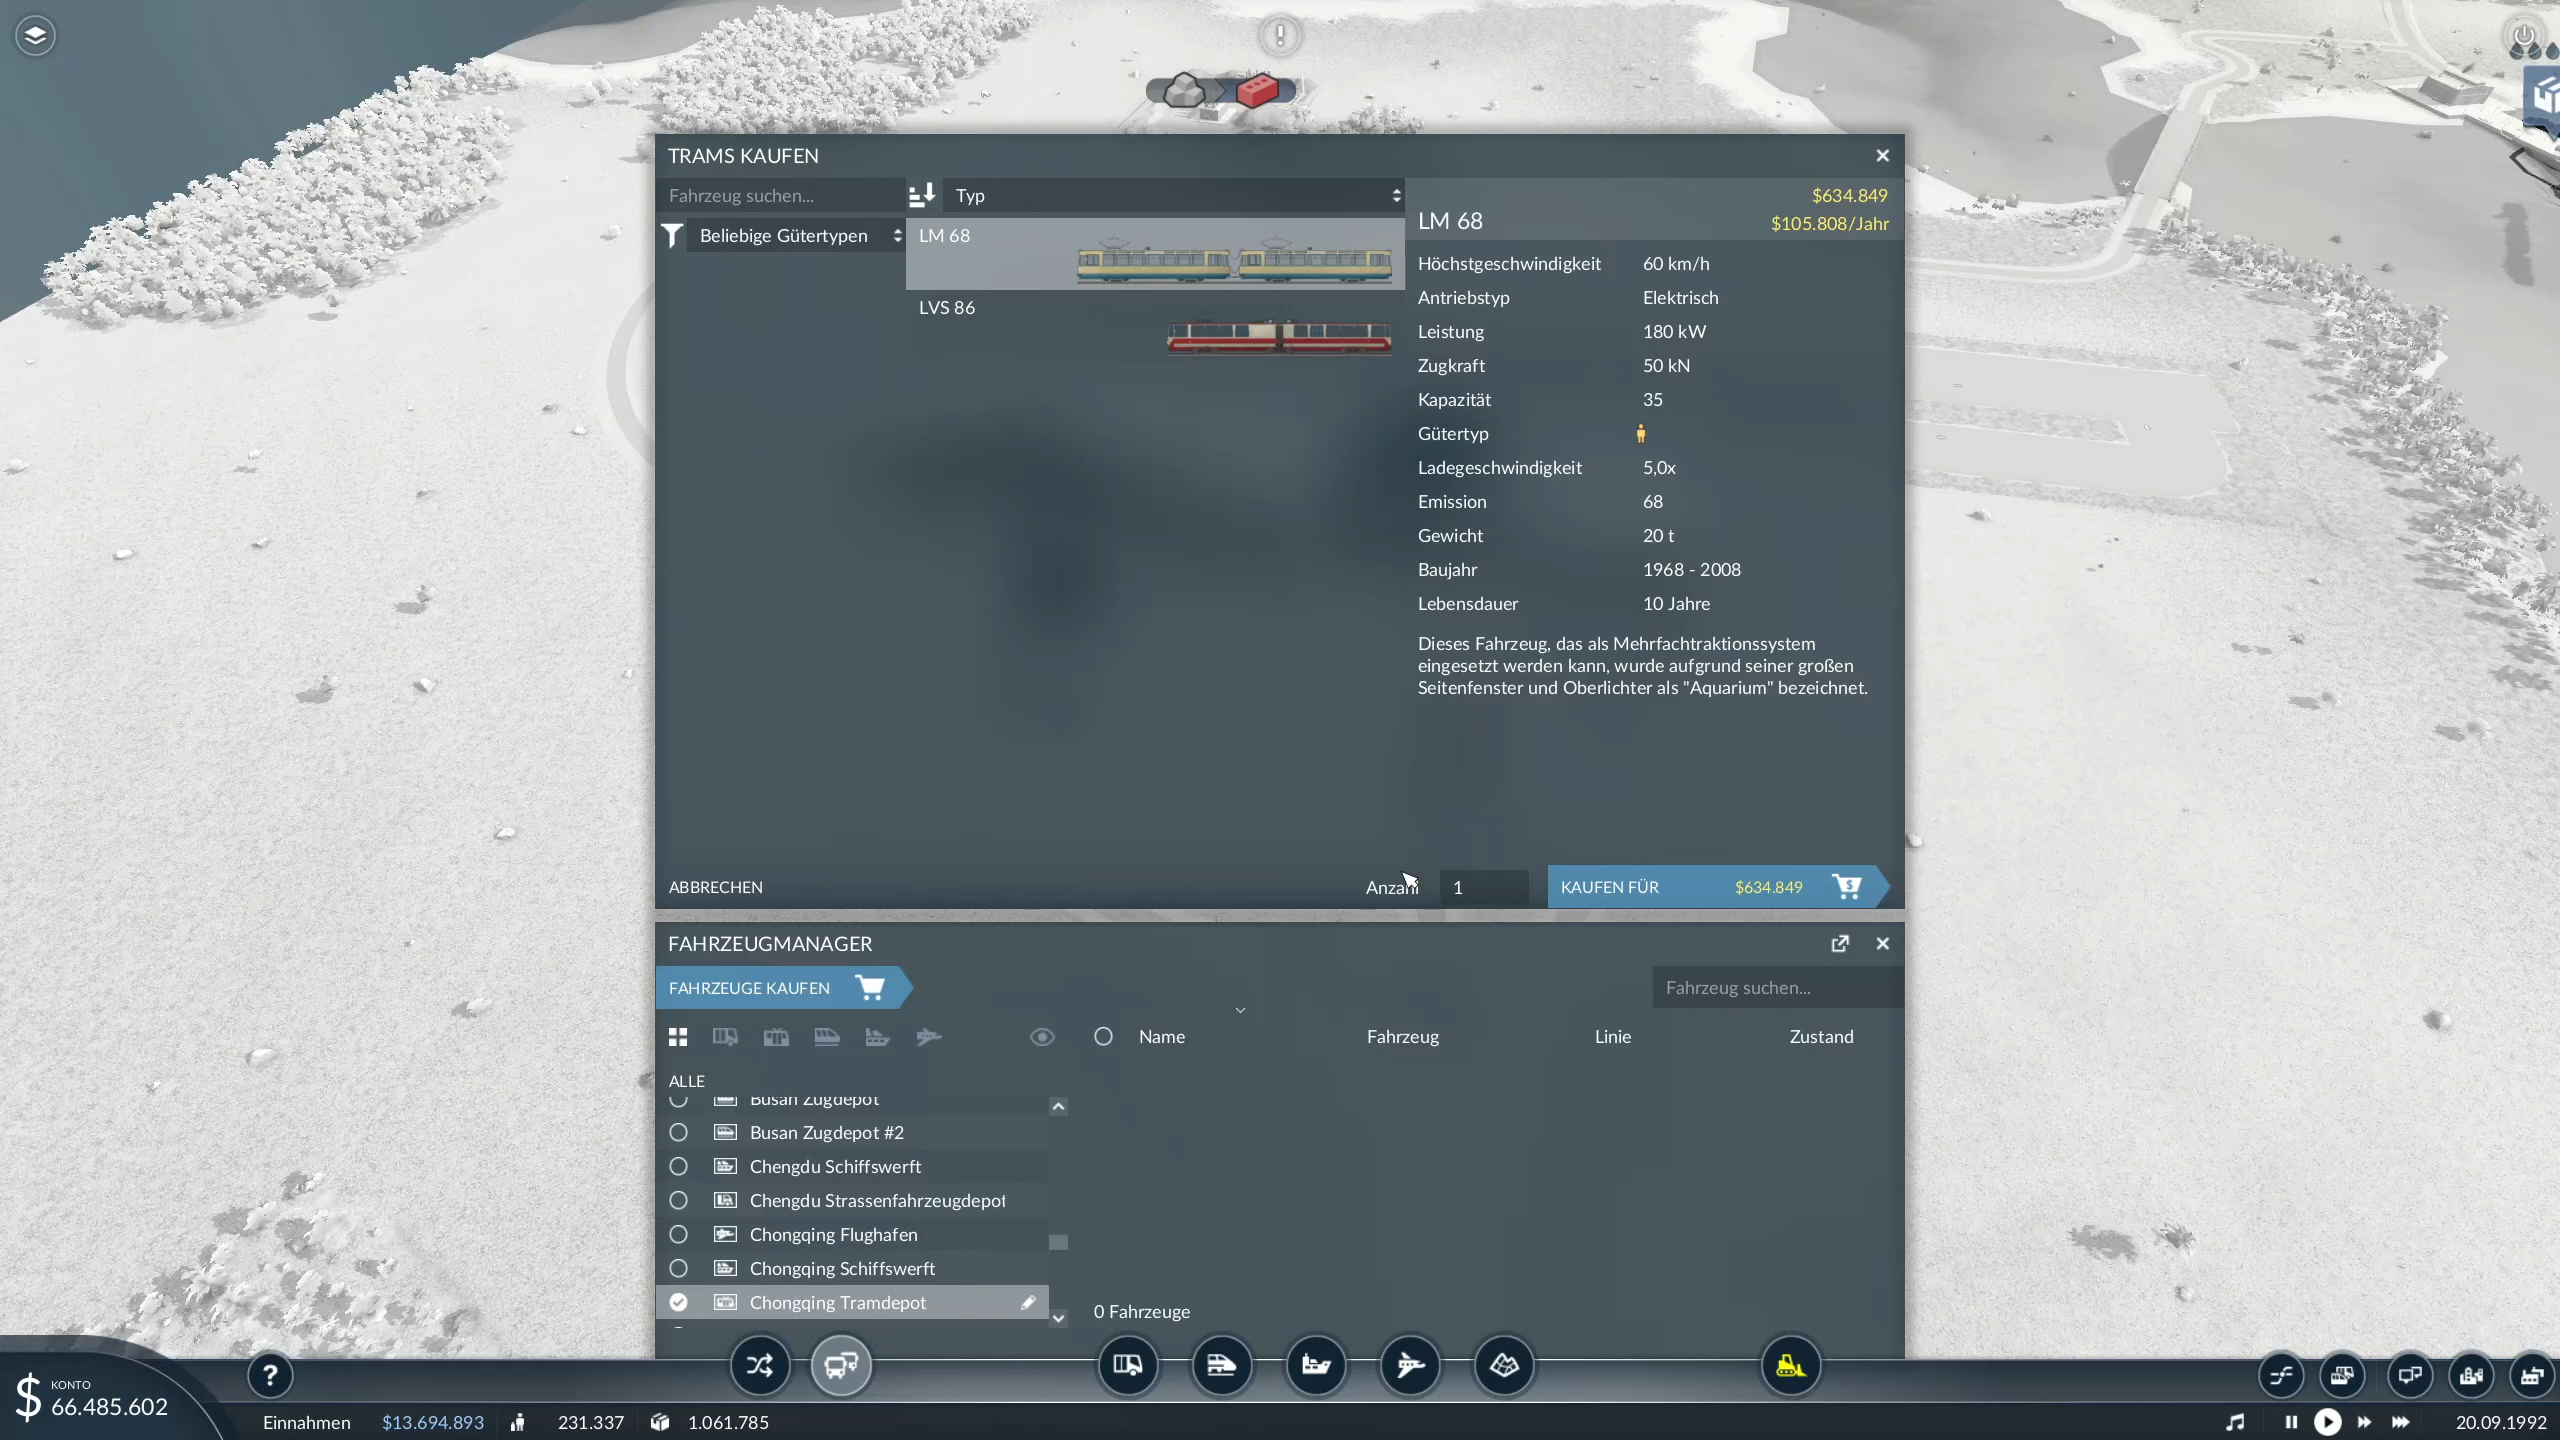 TRAMS KAUFEN
Fahrzeug suchen...
Typ
Beliebige Gütertypen
LM 68
LVS 86
LM 68
$634.849
$105.808/Jahr
Höchstgeschwindigkeit 60 km/h
Antriebstyp Elektrisch
Leistung 180 kW
Zugkraft 50 kN
Kapazität 35
Gütertyp
Ladegeschwindigkeit 5,0x
Emission 68
Gewicht 20 t
Baujahr 1968 - 2008
Lebensdauer 10 Jahre
Dieses Fahrzeug, das als Mehrfachtraktionssystem
eingesetzt werden kann, wurde aufgrund seiner großen
Seitenfenster und Oberlichter als "Aquarium" bezeichnet.
ABBRECHEN
Anzahl 1
KAUFEN FÜR $634.849
FAHRZEUGMANAGER
FAHRZEUGE KAUFEN
Fahrzeug suchen...
Name Fahrzeug Linie Zustand
ALLE
Busan Zugdepot
Busan Zugdepot #2
Chengdu Schiffswerft
Chengdu Strassenfahrzeugdepot
Chongqing Flughafen
Chongqing Schiffswerft
Chongqing Tramdepot
0 Fahrzeuge
?
$ KONTO
66.485.602
Einnahmen $13.694.893 231.337 1.061.785
20.09.1992